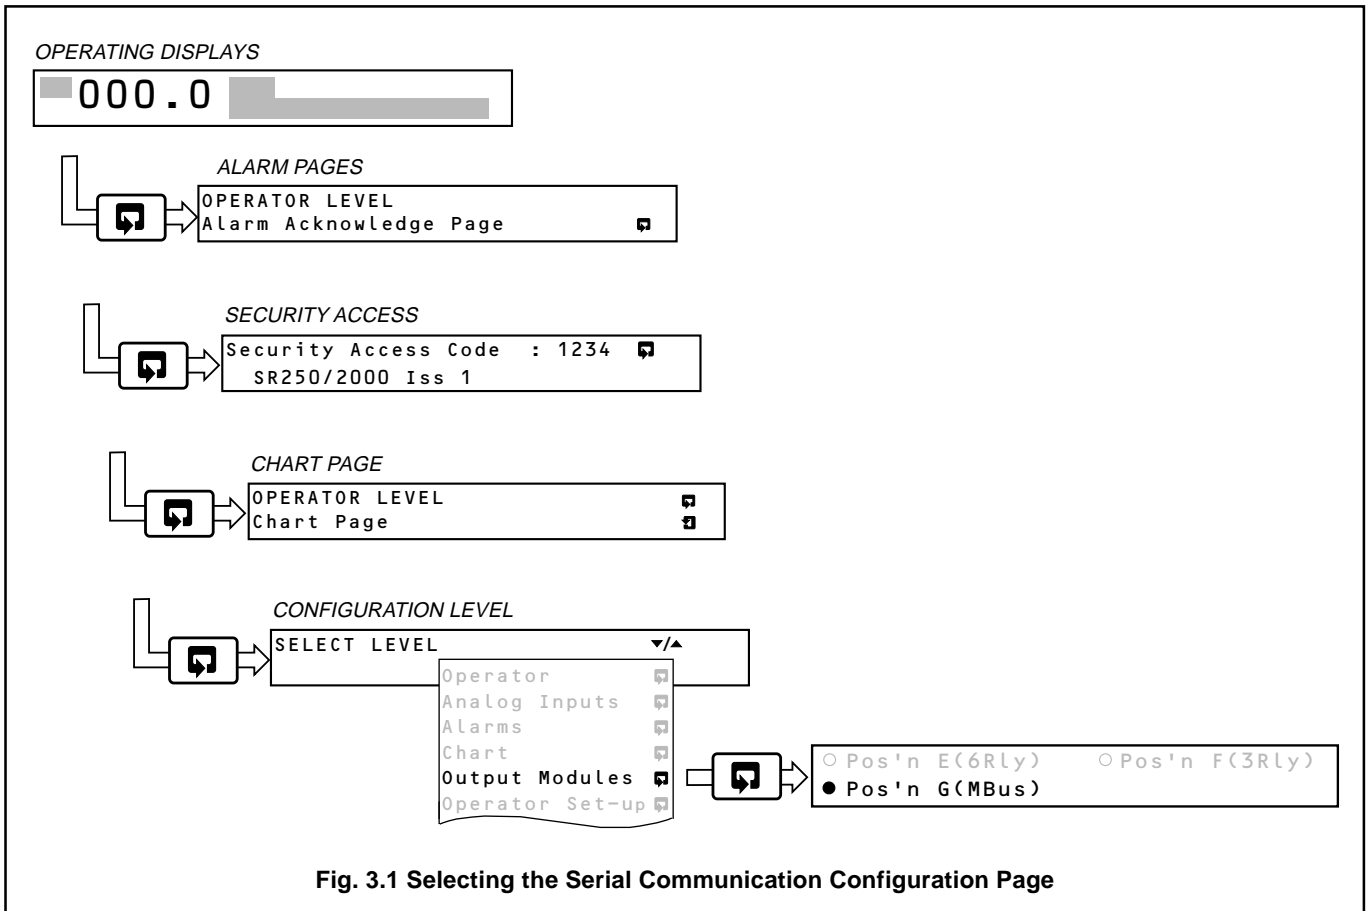 OPERATING DISPLAYS
000.0
ALARM PAGES
OPERATOR LEVEL
Alarm Acknowledge Page
SECURITY ACCESS
Security Access Code : 1234
SR250/2000 Iss 1
CHART PAGE
OPERATOR LEVEL
Chart Page
CONFIGURATION LEVEL
SELECT LEVEL ▼/▲
Operator
Analog Inputs
Alarms
Chart
Output Modules
Operator Set-up
○ Pos'n E(6Rly) ○ Pos'n F(3Rly)
● Pos'n G(MBus)
Fig. 3.1 Selecting the Serial Communication Configuration Page